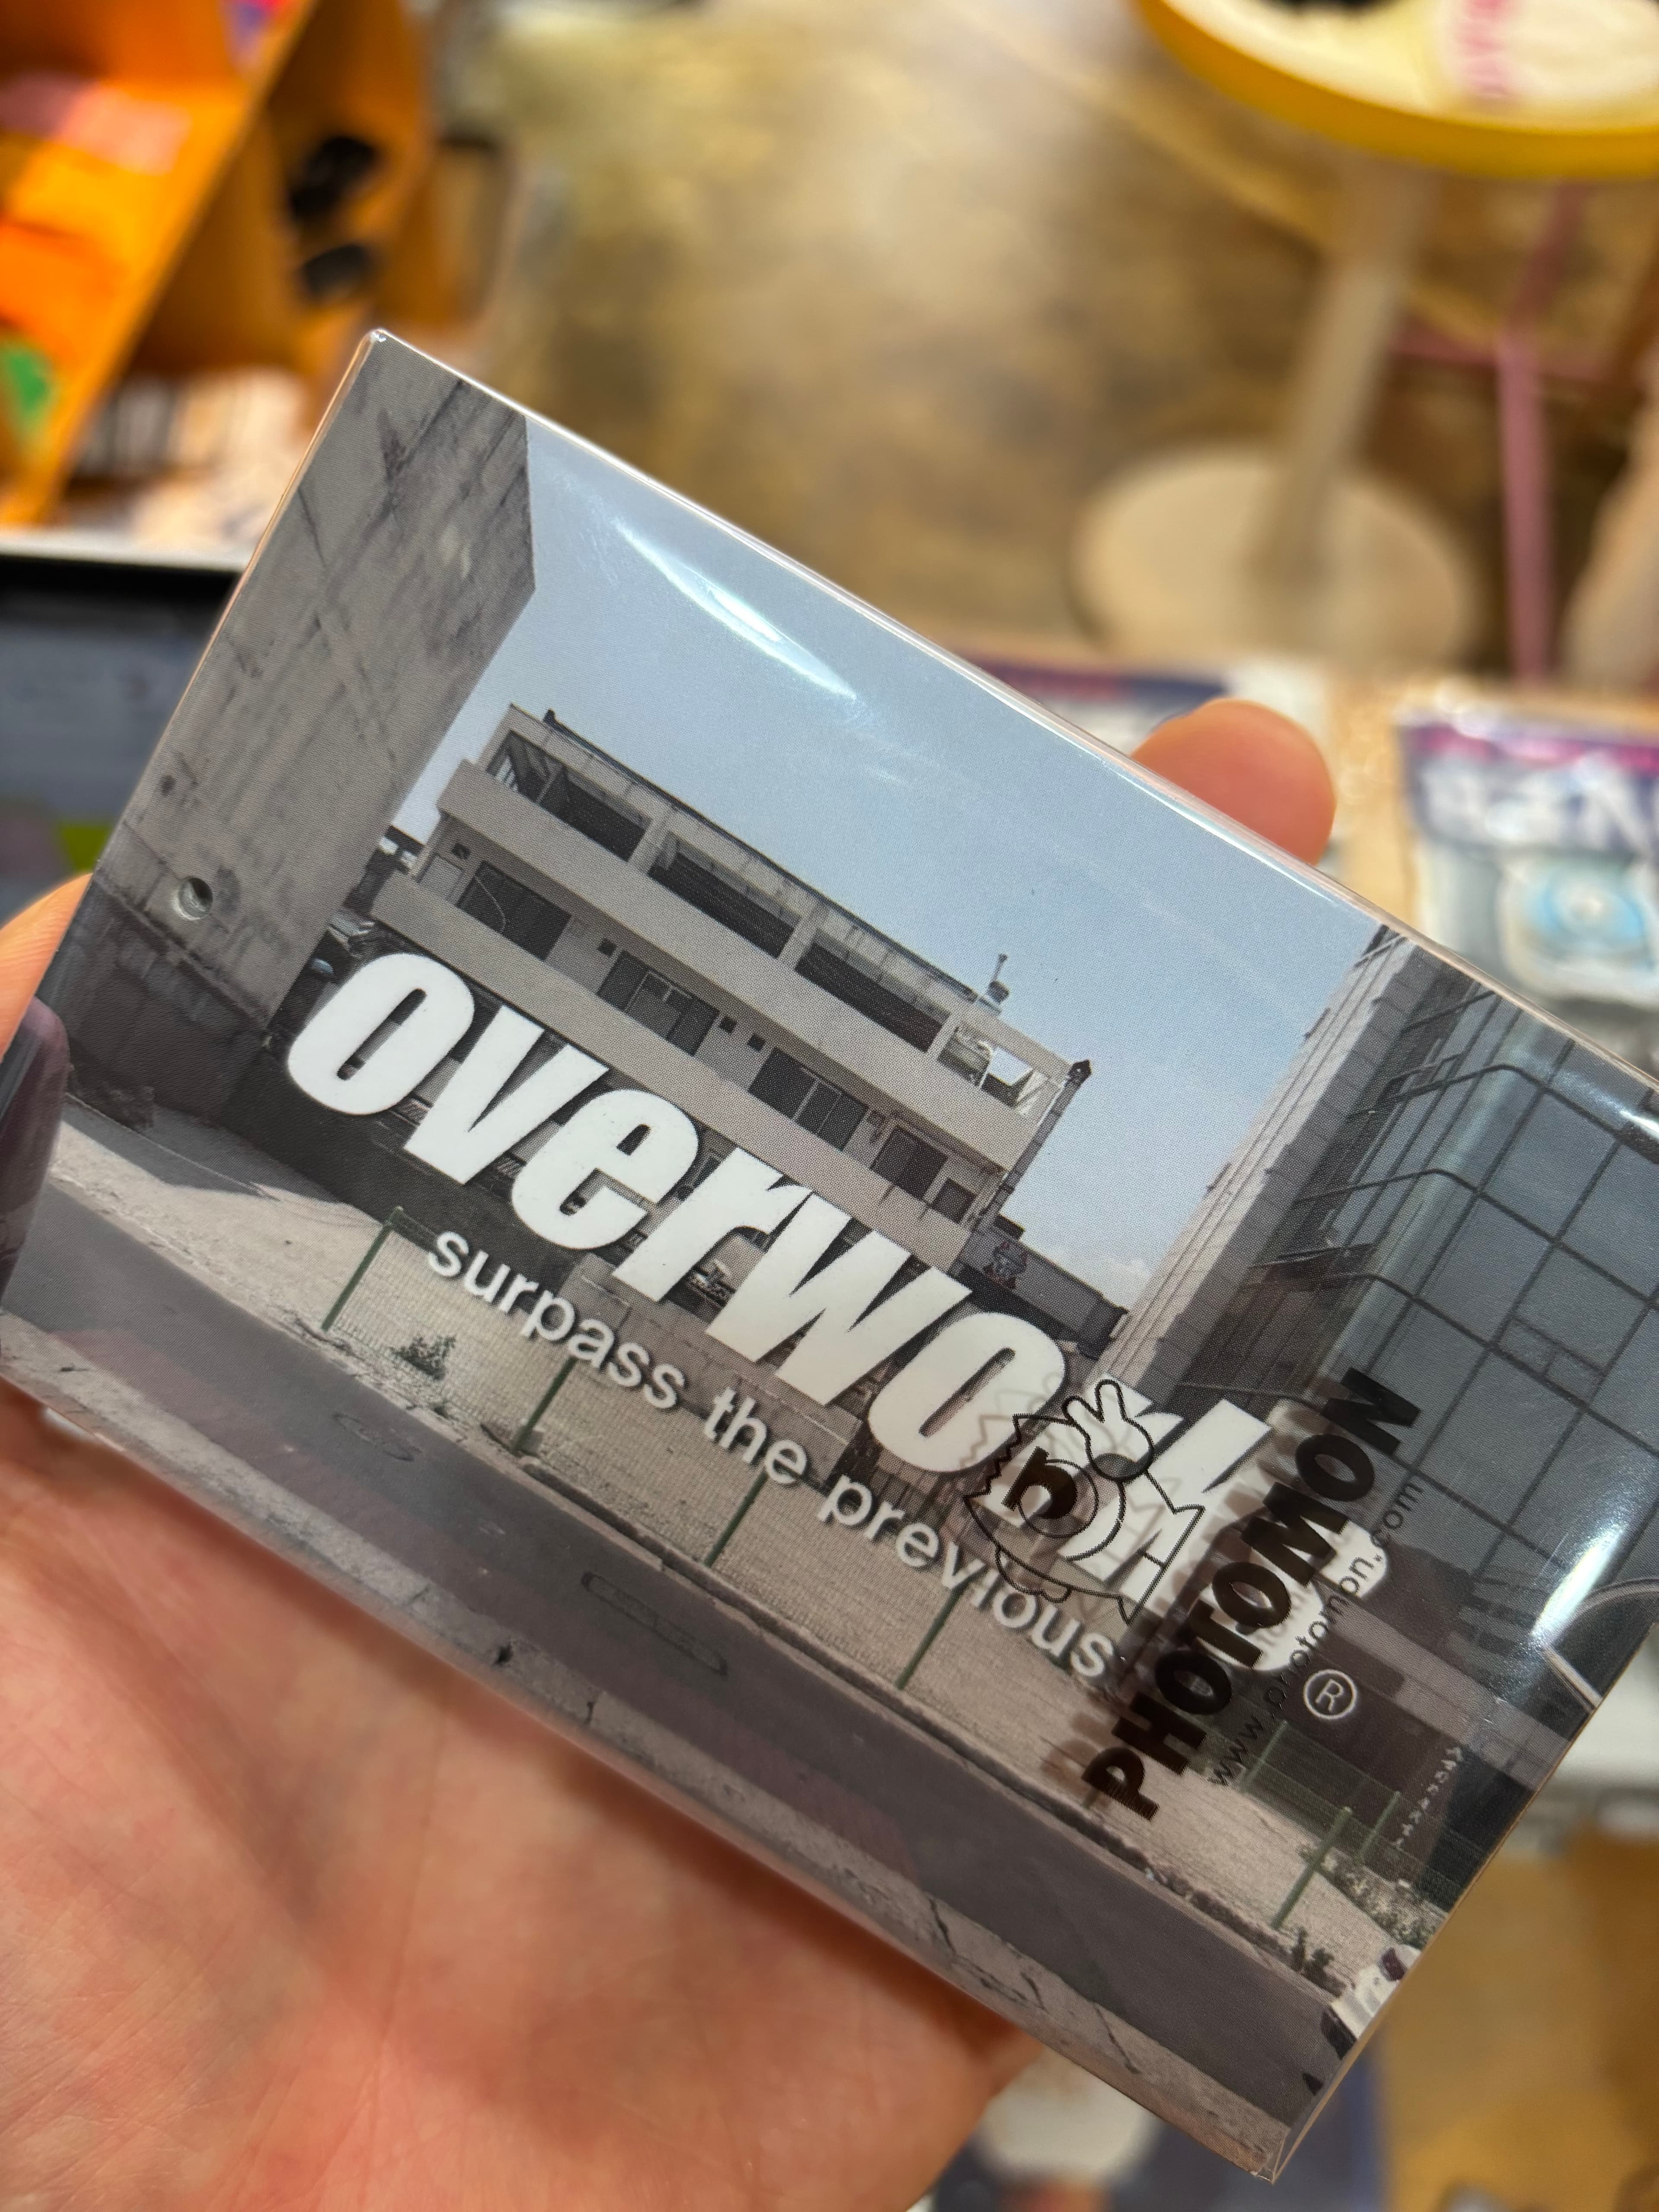 overwork
surpass the previous
®
PHOTOMON
www.photomon.com